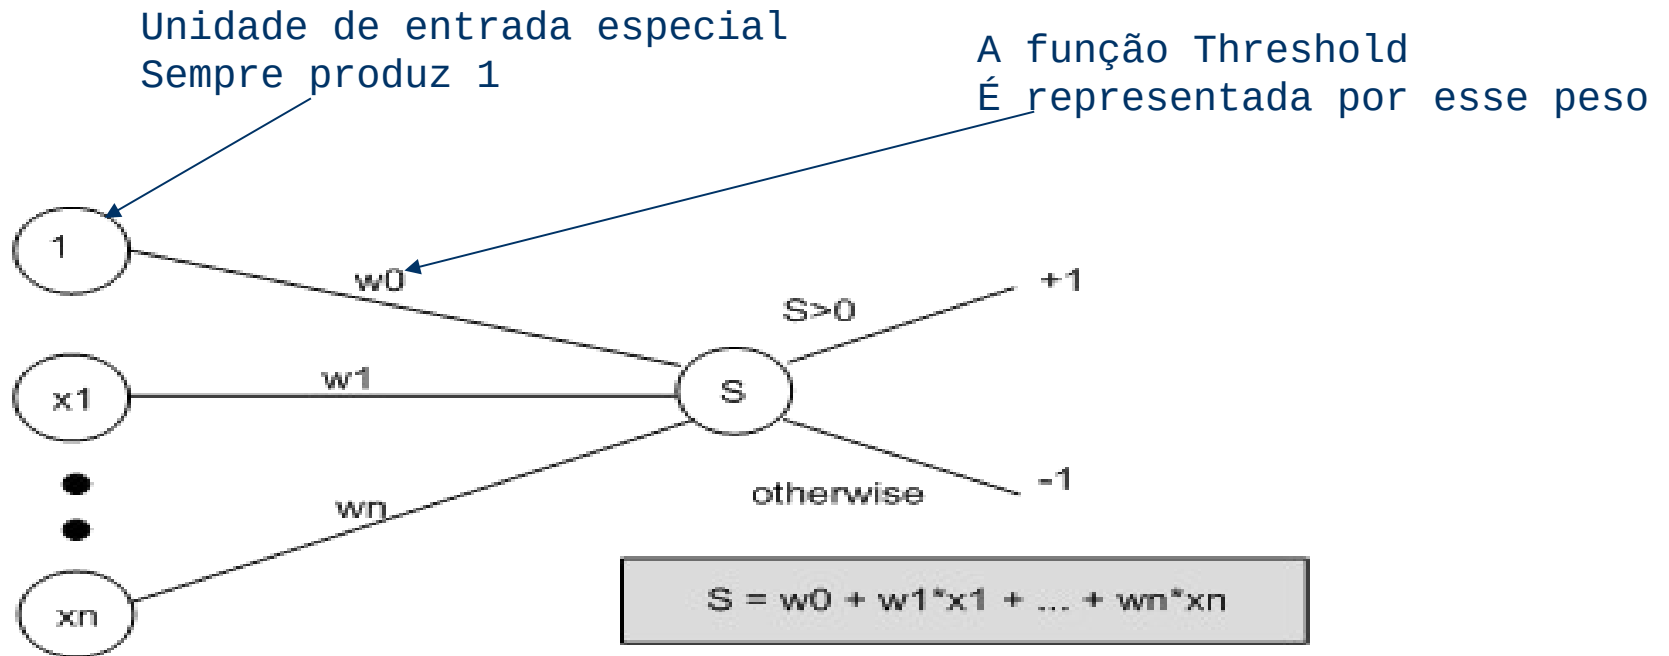 Unidade de entrada especial
Sempre produz 1
A função Threshold
É representada por esse peso
1
w0
S>0
+1
x1
w1
S
wn
otherwise
-1
xn
S = w0 + w1*x1 + ... + wn*xn